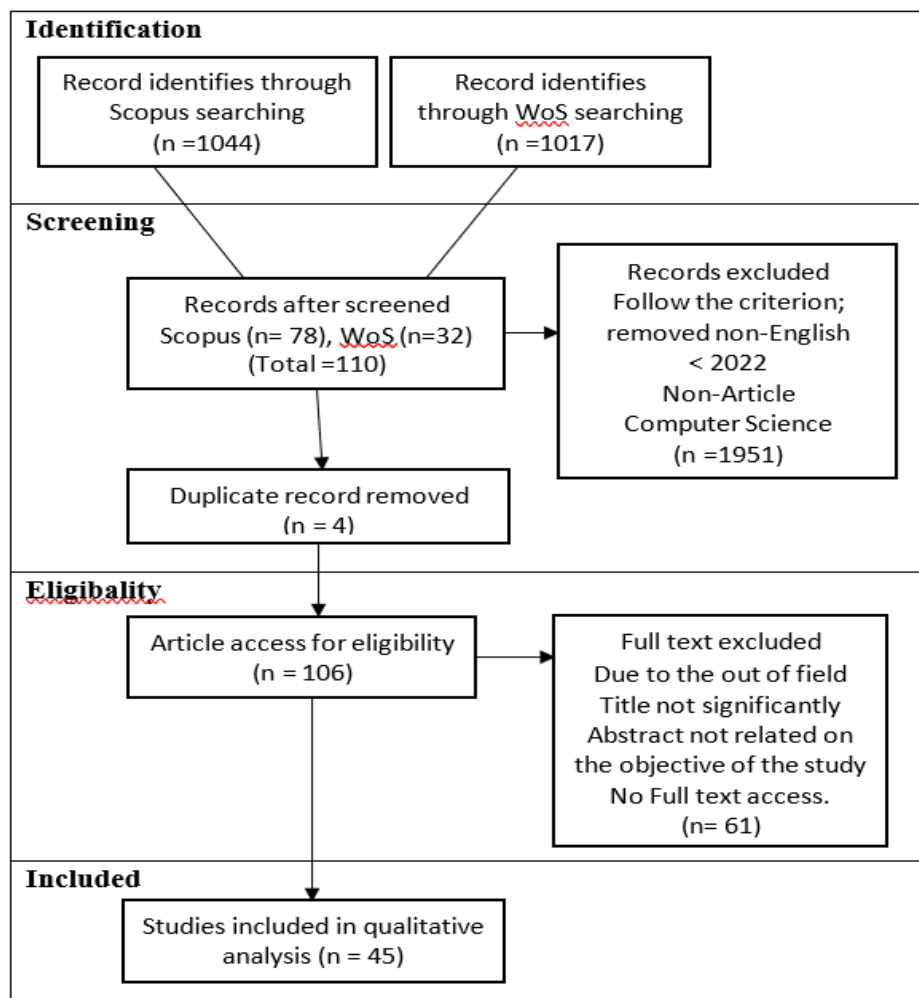 Identification
Record identifies through
Scopus searching
(n =1044)
Record identifies
through WoS searching
(n =1017)
Screening
Records after screened
Scopus (n= 78), WoS (n=32)
(Total =110)
Records excluded
Follow the criterion;
removed non-English
< 2022
Non-Article
Computer Science
(n =1951)
Duplicate record removed
(n = 4)
Eligibality
Article access for eligibility
(n = 106)
Full text excluded
Due to the out of field
Title not significantly
Abstract not related on
the objective of the study
No Full text access.
(n= 61)
Included
Studies included in qualitative
analysis (n = 45)